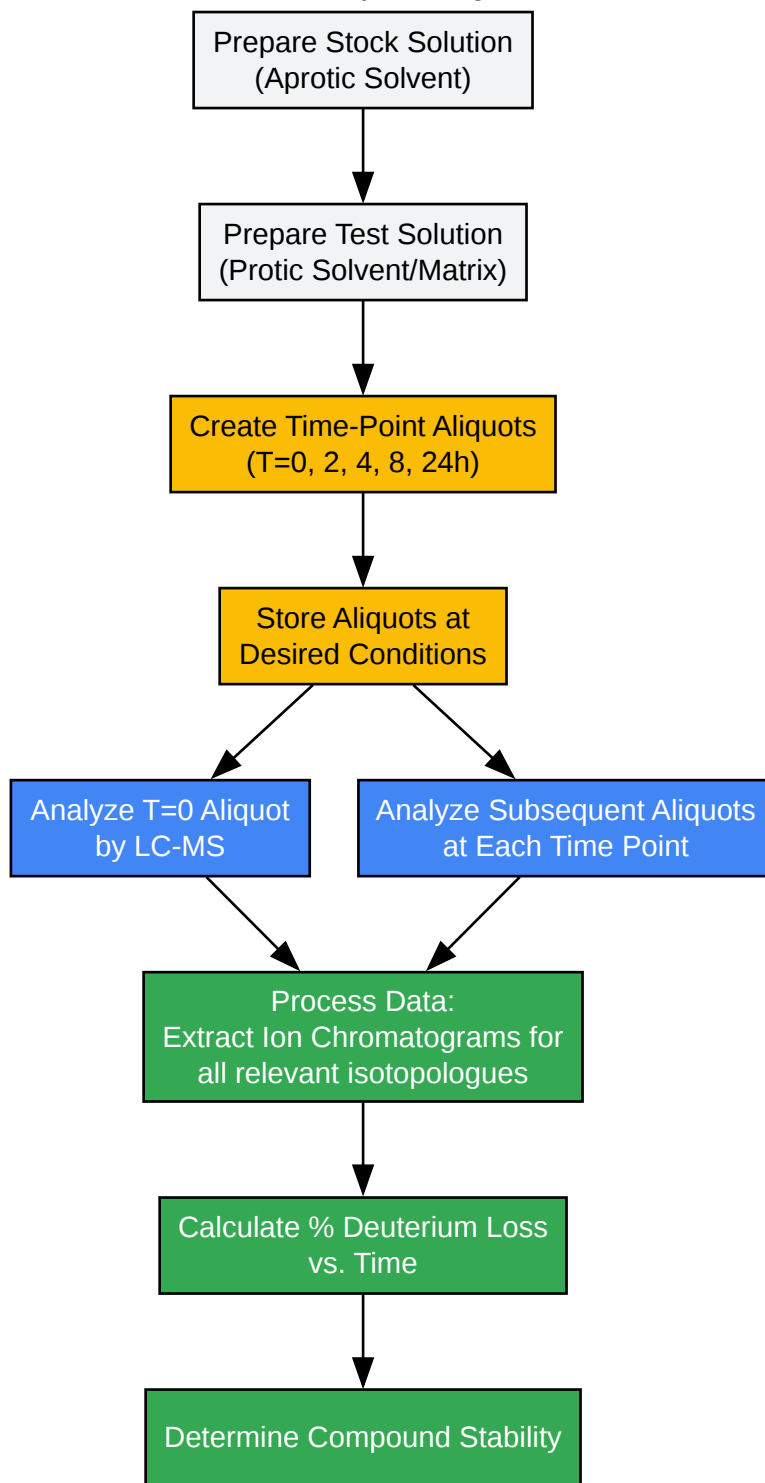 Prepare Stock Solution
(Aprotic Solvent)
Prepare Test Solution
(Protic Solvent/Matrix)
Create Time-Point Aliquots
(T=0, 2, 4, 8, 24h)
Store Aliquots at
Desired Conditions
Analyze T=0 Aliquot
by LC-MS
Analyze Subsequent Aliquots
at Each Time Point
Process Data:
Extract Ion Chromatograms for
all relevant isotopologues
Calculate % Deuterium Loss
vs. Time
Determine Compound Stability